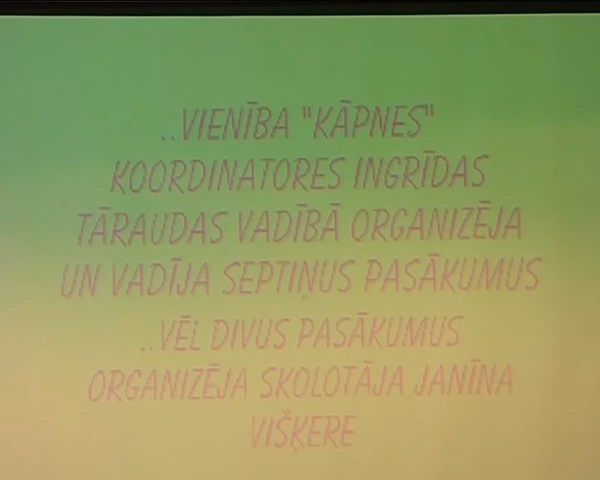 ..VIENĪBA "KĀPNES"
KOORDINATORES INGRĪDAS
TĀRAUDAS VADĪBĀ ORGANIZĒJA
UN VADĪJA SEPTIŅUS PASĀKUMUS
..VĒL DIVUS PASĀKUMUS
ORGANIZĒJA SKOLOTĀJA JANĪNA
VIŠĶERE